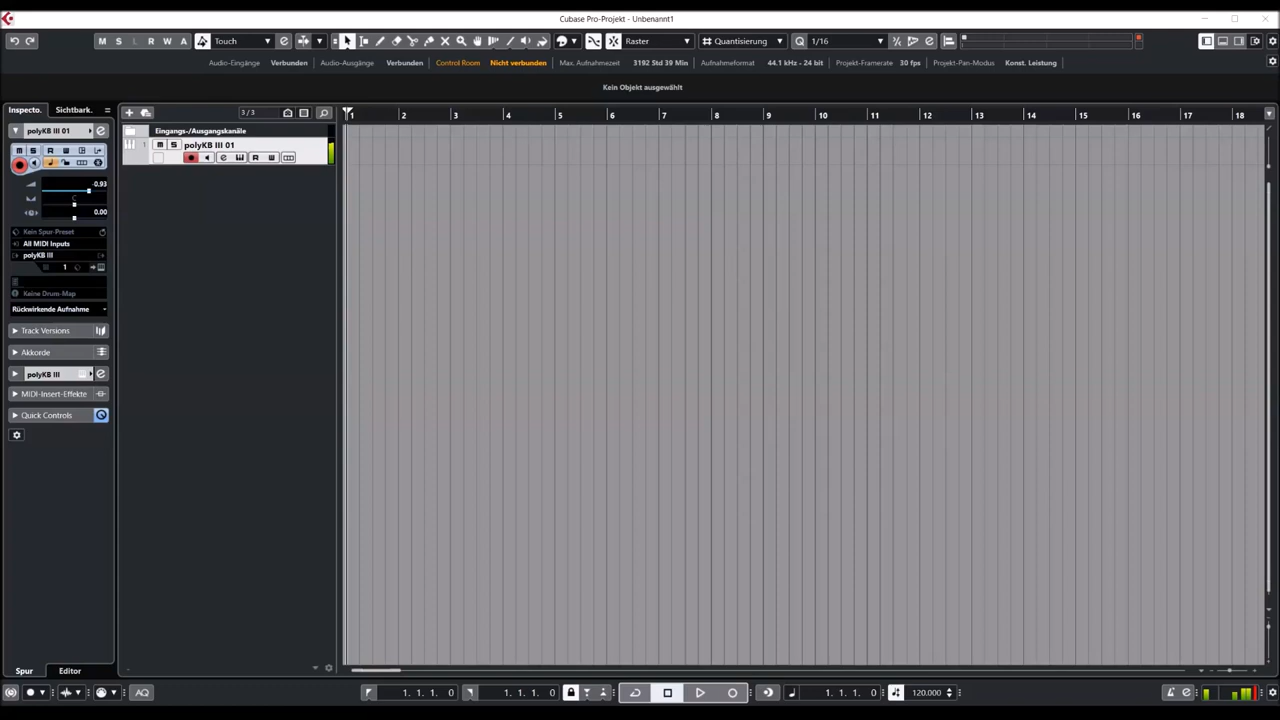 Cubase Pro-Projekt - Unbenannt1
M S L R W A Touch Raster Quantisierung 1/16
Audio-Eingänge Verbunden Audio-Ausgänge Verbunden Control Room Nicht verbunden Max. Aufnahmezeit 3192 Std 39 Min Aufnahmeformat 44.1 kHz - 24 bit Projekt-Framerate 30 fps Projekt-Pan-Modus Konst. Leistung
Kein Objekt ausgewählt
Inspecto. Sichtbark. 3/3 1 2 3 4 5 6 7 8 9 10 11 12 13 14 15 16 17 18
polyKB III 01 Eingangs-/Ausgangskanäle
1 M S polyKB III 01
M S R W
R W
-0.93
C
0.00
Kein Spur-Preset
All MIDI Inputs
polyKB III
1
Keine Drum-Map
Rückwirkende Aufnahme
Track Versions
Akkorde
polyKB III
MIDI-Insert-Effekte
Quick Controls
Spur Editor
AQ 1. 1. 1. 0 1. 1. 1. 0 1. 1. 1. 0 120.000